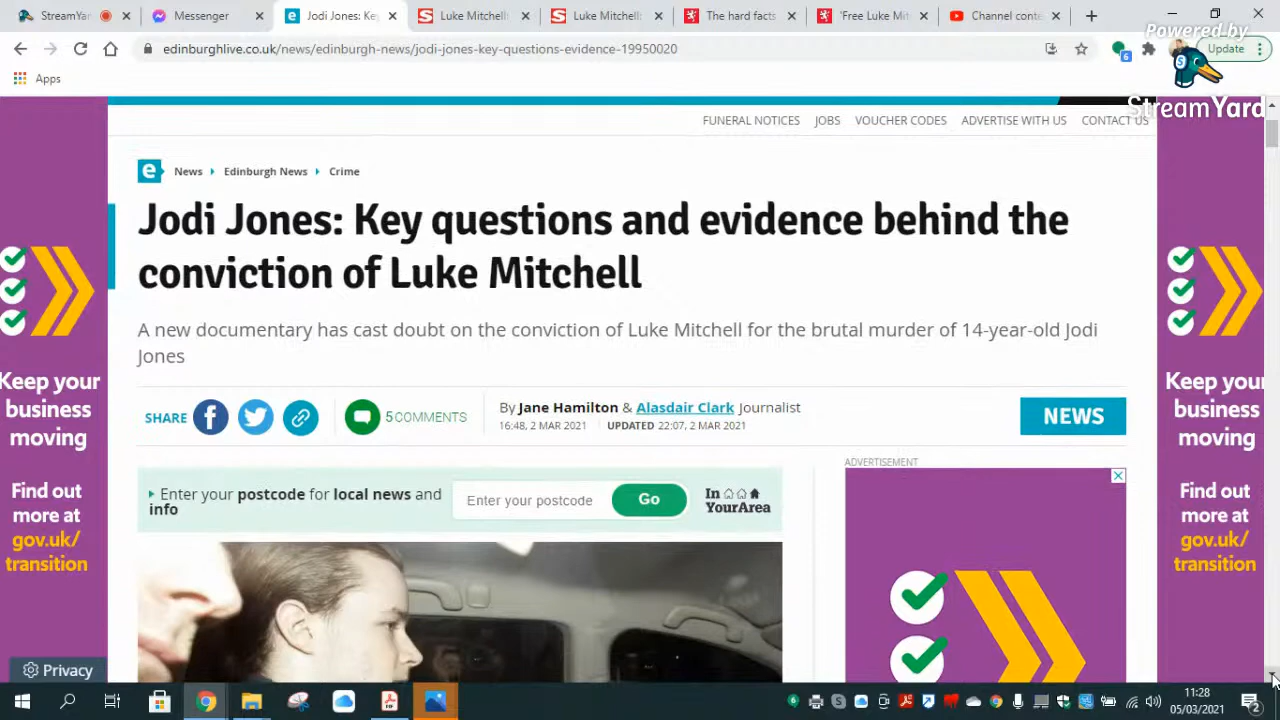 StreamYar
Messenger
Jodi Jones: Key
Luke Mitchell
Luke Mitchell:
The hard facts
'Free Luke Mit
Channel conte
edinburghlive.co.uk/news/edinburgh-news/jodi-jones-key-questions-evidence-19950020
6
Update
Powered by
StreamYard
Apps
FUNERAL NOTICES JOBS VOUCHER CODES ADVERTISE WITH US CONTACT US
e News Edinburgh News Crime
Jodi Jones: Key questions and evidence behind the
conviction of Luke Mitchell
A new documentary has cast doubt on the conviction of Luke Mitchell for the brutal murder of 14-year-old Jodi
Jones
SHARE
5 COMMENTS
By Jane Hamilton & Alasdair Clark Journalist
16:48, 2 MAR 2021 UPDATED 22:07, 2 MAR 2021
NEWS
Enter your postcode for local news and
info
Enter your postcode
Go
In
YourArea
ADVERTISEMENT
Keep your
business
moving
Find out
more at
gov.uk/
transition
Keep your
business
moving
Find out
more at
gov.uk/
transition
Privacy
11:28
05/03/2021
2